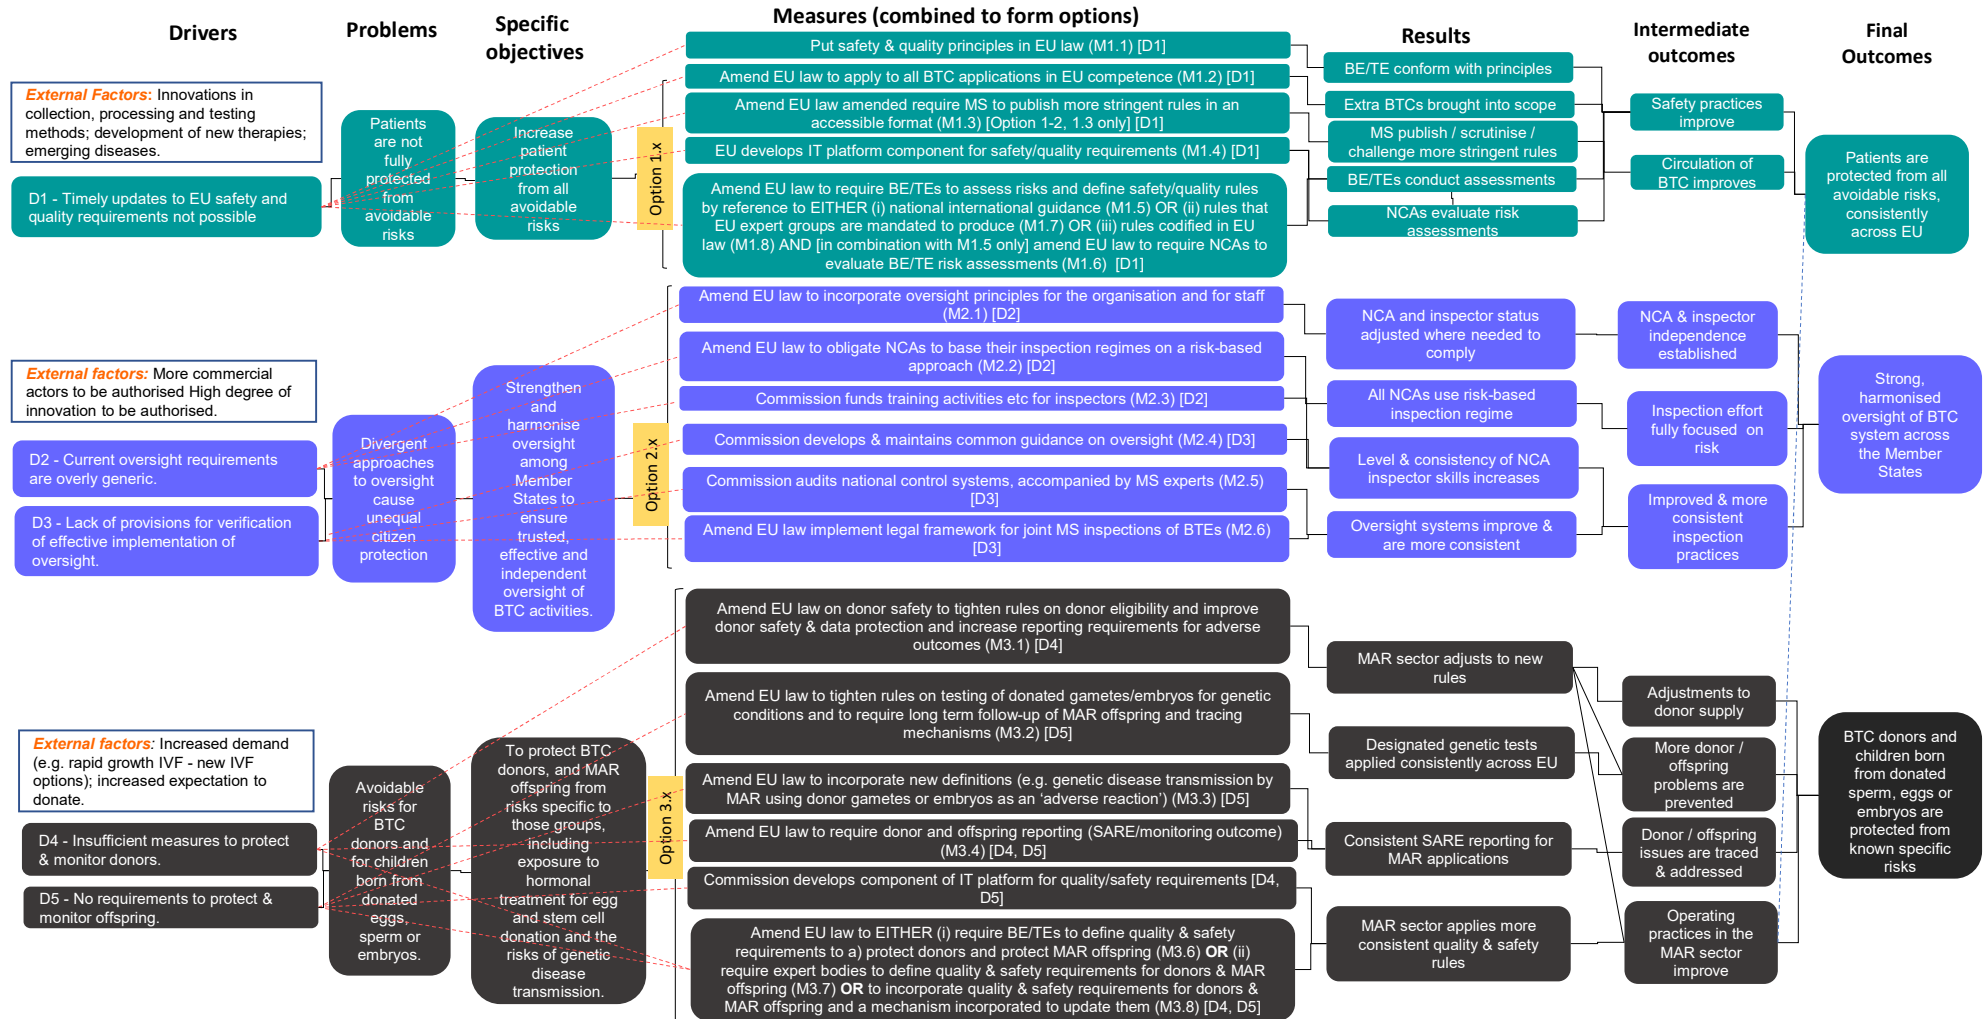 Drivers
Problems
Specific
objectives
Measures (combined to form options)
Results
Intermediate
outcomes
Final
Outcomes
External Factors: Innovations in
collection, processing and testing
methods; development of new therapies;
emerging diseases.
D1 - Timely updates to EU safety and
quality requirements not possible
Patients
are not
fully
protected
from
avoidable
risks
Increase
patient
protection
from all
avoidable
risks
Option 1.x
Put safety & quality principles in EU law (M1.1) [D1]
Amend EU law to apply to all BTC applications in EU competence (M1.2) [D1]
Amend EU law amended require MS to publish more stringent rules in an
accessible format (M1.3) [Option 1-2, 1.3 only] [D1]
EU develops IT platform component for safety/quality requirements (M1.4) [D1]
Amend EU law to require BE/TEs to assess risks and define safety/quality rules
by reference to EITHER (i) national international guidance (M1.5) OR (ii) rules that
EU expert groups are mandated to produce (M1.7) OR (iii) rules codified in EU
law (M1.8) AND [in combination with M1.5 only] amend EU law to require NCAs to
evaluate BE/TE risk assessments (M1.6) [D1]
BE/TE conform with principles
Extra BTCs brought into scope
MS publish / scrutinise /
challenge more stringent rules
BE/TEs conduct assessments
NCAs evaluate risk
assessments
Safety practices
improve
Circulation of
BTC improves
Patients are
protected from all
avoidable risks,
consistently
across EU
External factors: More commercial
actors to be authorised High degree of
innovation to be authorised.
D2 - Current oversight requirements
are overly generic.
D3 - Lack of provisions for verification
of effective implementation of
oversight.
Divergent
approaches
to oversight
cause
unequal
citizen
protection
Strengthen
and
harmonise
oversight
among
Member
States to
ensure
trusted,
effective and
independent
oversight of
BTC activities.
Option 2.x
Amend EU law to incorporate oversight principles for the organisation and for staff
(M2.1) [D2]
Amend EU law to obligate NCAs to base their inspection regimes on a risk-based
approach (M2.2) [D2]
Commission funds training activities etc for inspectors (M2.3) [D2]
Commission develops & maintains common guidance on oversight (M2.4) [D3]
Commission audits national control systems, accompanied by MS experts (M2.5)
[D3]
Amend EU law implement legal framework for joint MS inspections of BTEs (M2.6)
[D3]
NCA and inspector status
adjusted where needed to
comply
All NCAs use risk-based
inspection regime
Level & consistency of NCA
inspector skills increases
Oversight systems improve &
are more consistent
NCA & inspector
independence
established
Inspection effort
fully focused on
risk
Improved & more
consistent
inspection
practices
Strong,
harmonised
oversight of BTC
system across
the Member
States
External factors: Increased demand
(e.g. rapid growth IVF - new IVF
options); increased expectation to
donate.
D4 - Insufficient measures to protect
& monitor donors.
D5 - No requirements to protect &
monitor offspring.
Avoidable
risks for
BTC
donors and
for children
born from
donated
eggs,
sperm or
embryos.
To protect BTC
donors, and MAR
offspring from
risks specific to
those groups,
including
exposure to
hormonal
treatment for egg
and stem cell
donation and the
risks of genetic
disease
transmission.
Option 3.x
Amend EU law on donor safety to tighten rules on donor eligibility and improve
donor safety & data protection and increase reporting requirements for adverse
outcomes (M3.1) [D4]
Amend EU law to tighten rules on testing of donated gametes/embryos for genetic
conditions and to require long term follow-up of MAR offspring and tracing
mechanisms (M3.2) [D5]
Amend EU law to incorporate new definitions (e.g. genetic disease transmission by
MAR using donor gametes or embryos as an ‘adverse reaction’) (M3.3) [D5]
Amend EU law to require donor and offspring reporting (SARE/monitoring outcome)
(M3.4) [D4, D5]
Commission develops component of IT platform for quality/safety requirements [D4,
D5]
Amend EU law to EITHER (i) require BE/TEs to define quality & safety
requirements to a) protect donors and protect MAR offspring (M3.6) OR (ii)
require expert bodies to define quality & safety requirements for donors & MAR
offspring (M3.7) OR to incorporate quality & safety requirements for donors &
MAR offspring and a mechanism incorporated to update them (M3.8) [D4, D5]
MAR sector adjusts to new
rules
Designated genetic tests
applied consistently across EU
Consistent SARE reporting for
MAR applications
MAR sector applies more
consistent quality & safety
rules
Adjustments to
donor supply
More donor /
offspring
problems are
prevented
Donor / offspring
issues are traced
& addressed
Operating
practices in the
MAR sector
improve
BTC donors and
children born
from donated
sperm, eggs or
embryos are
protected from
known specific
risks